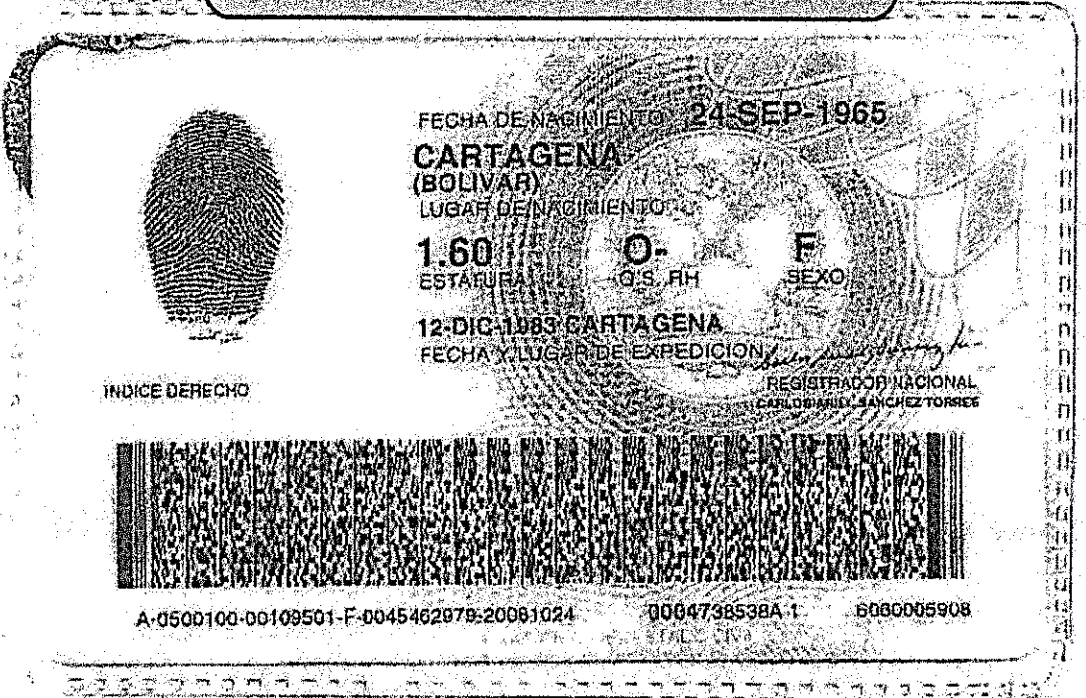 FECHA DE NACIMIENTO 24-SEP-1965
CARTAGENA
(BOLIVAR)
LUGAR DE NACIMIENTO
1.60 O- F
ESTATURA G.S. RH SEXO
12-DIC-1983 CARTAGENA
FECHA Y LUGAR DE EXPEDICION
INDICE DERECHO
REGISTRADOR NACIONAL
CARLOS ARIEL SANCHEZ TORRES
A-0500100-00109501-F-0045462979-20081024 0004738538A 1 6060005908